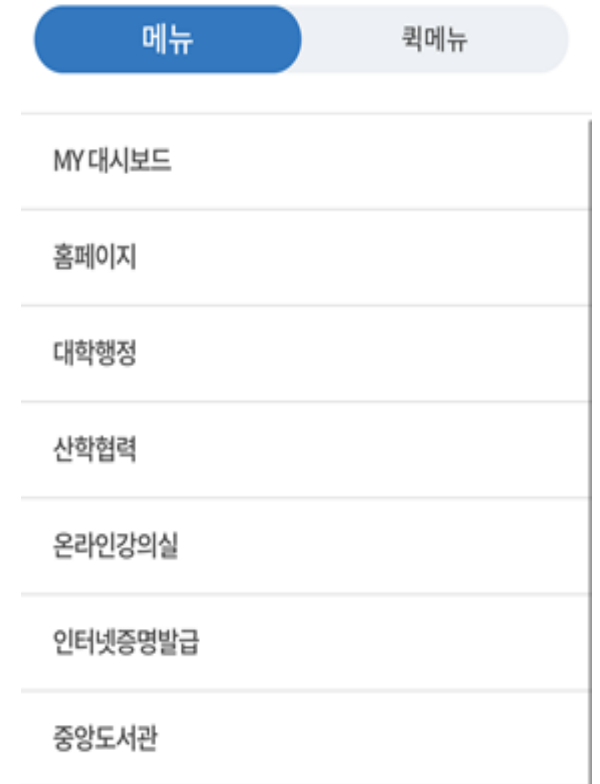 메뉴 퀵메뉴
MY 대시보드
홈페이지
대학행정
산학협력
온라인강의실
인터넷증명발급
중앙도서관